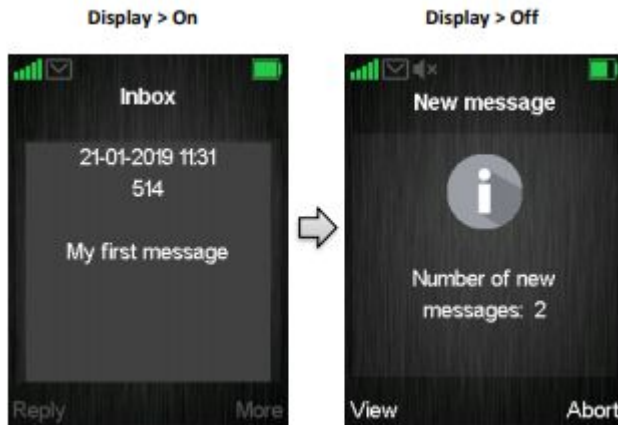 Display > On
Display > Off
Inbox
21-01-2019 11:31
514
My first message
Reply
More
New message
Number of new
messages: 2
View
Abort